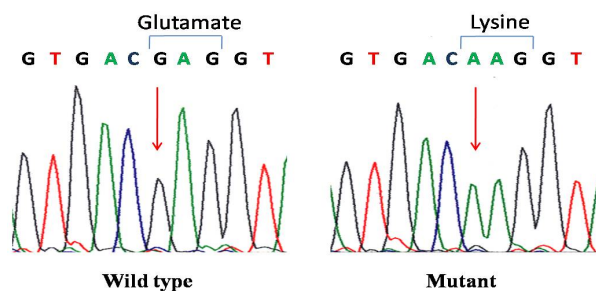 Glutamate
G T G A C G A G G T
Wild type
Lysine
G T G A C A A G G T
Mutant